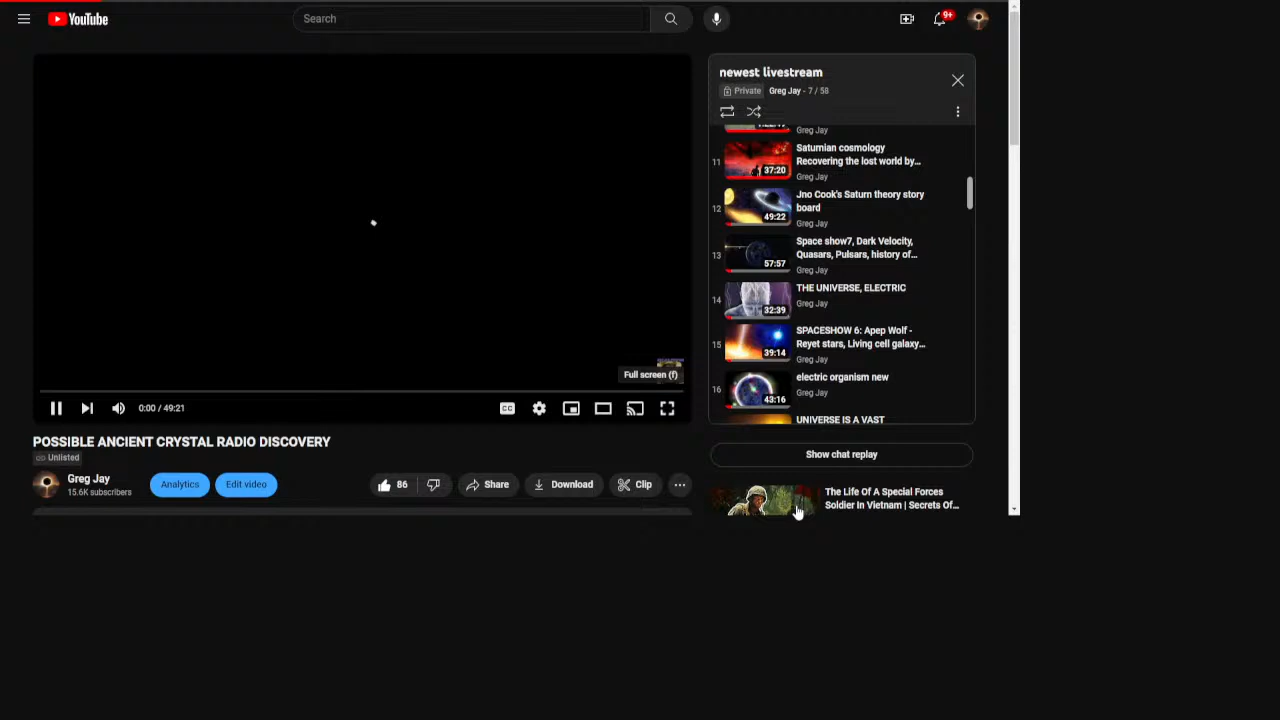 YouTube
Search
9+
newest livestream
Private
Greg Jay - 7 / 58
Greg Jay
11
37:20
Saturnian cosmology
Recovering the lost world by...
Greg Jay
12
49:22
Jno Cook's Saturn theory story
board
Greg Jay
13
57:57
Space show7, Dark Velocity,
Quasars, Pulsars, history of...
Greg Jay
14
32:39
THE UNIVERSE, ELECTRIC
Greg Jay
15
39:14
SPACESHOW 6: Apep Wolf -
Reyet stars, Living cell galaxy...
Greg Jay
16
43:16
electric organism new
Greg Jay
UNIVERSE IS A VAST
Full screen (f)
CC
0:00 / 49:21
POSSIBLE ANCIENT CRYSTAL RADIO DISCOVERY
Unlisted
Greg Jay
15.6K subscribers
Analytics
Edit video
86
Share
Download
Clip
...
Show chat replay
The Life Of A Special Forces
Soldier In Vietnam | Secrets Of...